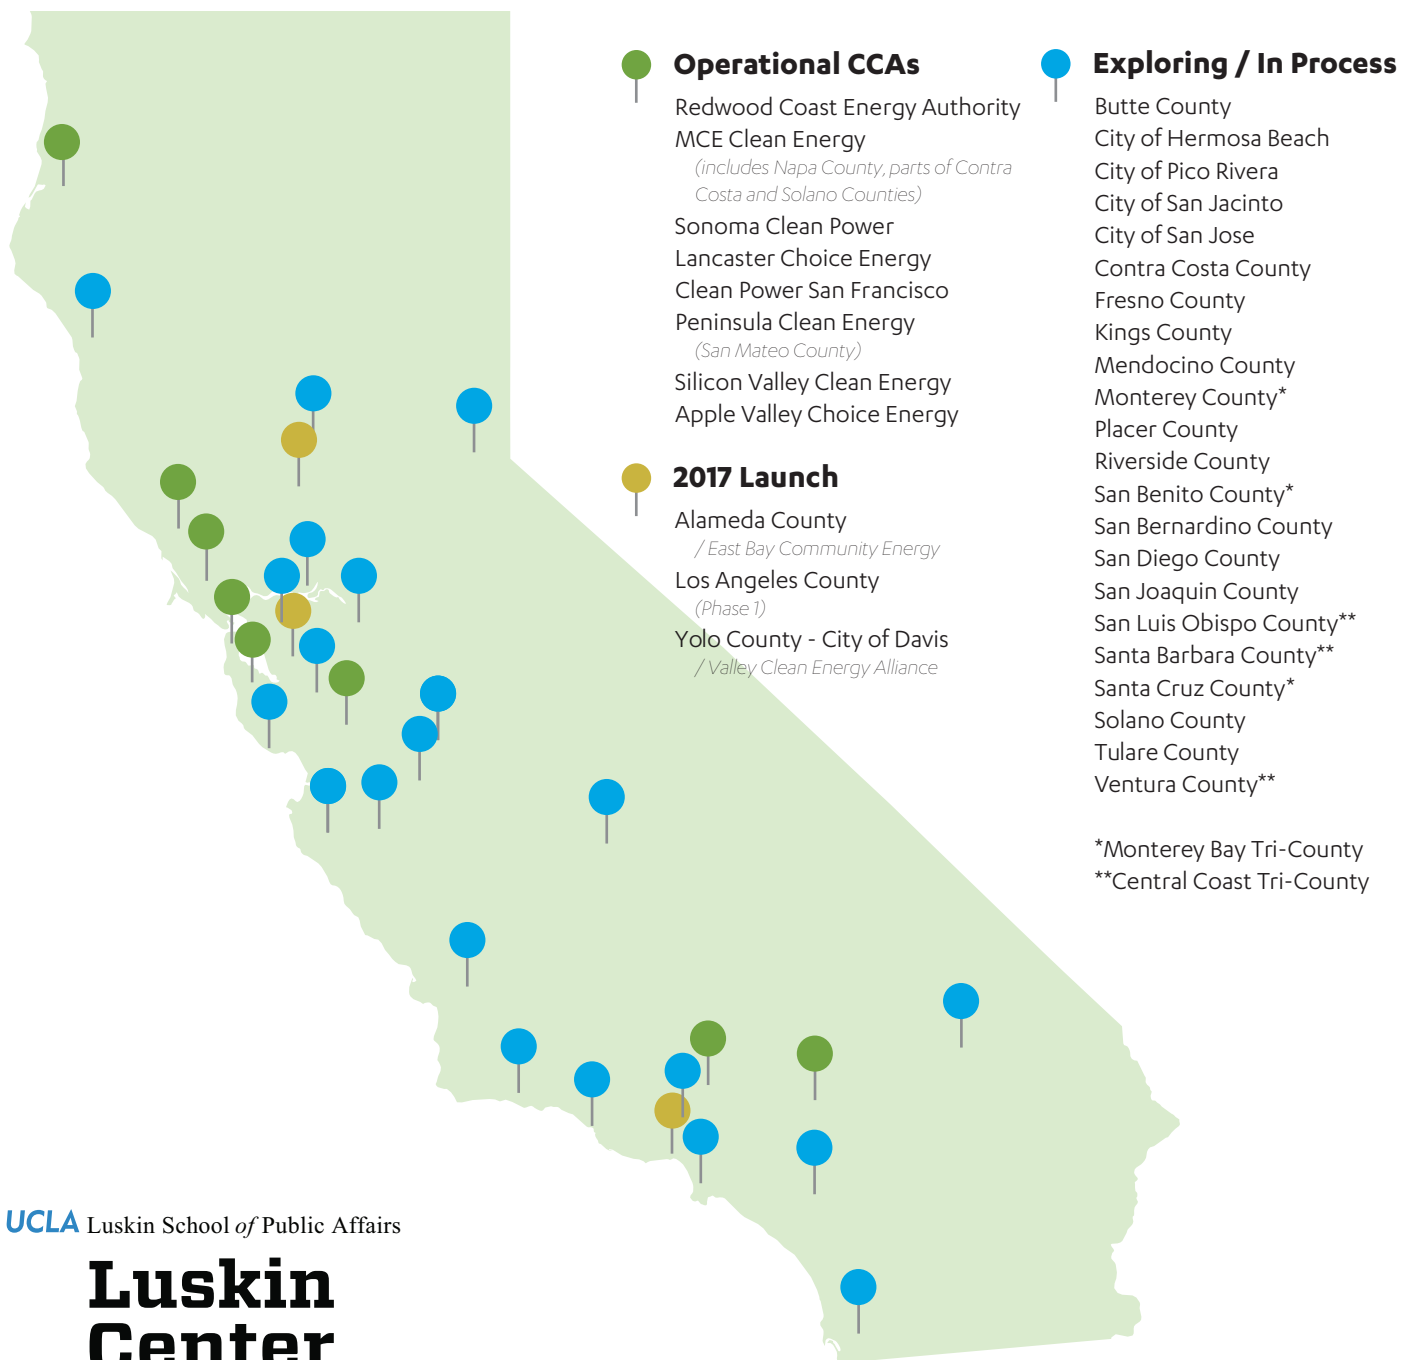 Operational CCAs
Redwood Coast Energy Authority
MCE Clean Energy
(includes Napa County, parts of Contra
Costa and Solano Counties)
Sonoma Clean Power
Lancaster Choice Energy
Clean Power San Francisco
Peninsula Clean Energy
(San Mateo County)
Silicon Valley Clean Energy
Apple Valley Choice Energy
2017 Launch
Alameda County
/ East Bay Community Energy
Los Angeles County
(Phase 1)
Yolo County - City of Davis
/ Valley Clean Energy Alliance
Exploring / In Process
Butte County
City of Hermosa Beach
City of Pico Rivera
City of San Jacinto
City of San Jose
Contra Costa County
Fresno County
Kings County
Mendocino County
Monterey County*
Placer County
Riverside County
San Benito County*
San Bernardino County
San Diego County
San Joaquin County
San Luis Obispo County**
Santa Barbara County**
Santa Cruz County*
Solano County
Tulare County
Ventura County**
*Monterey Bay Tri-County
**Central Coast Tri-County
UCLA Luskin School of Public Affairs
Luskin
Center